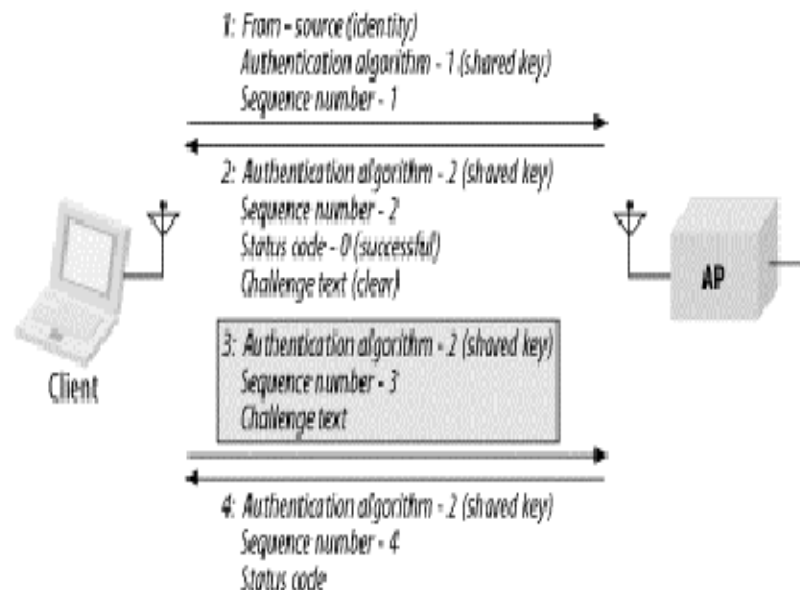 1: From - source (identity)
Authentication algorithm - 1 (shared key)
Sequence number - 1
2: Authentication algorithm - 2 (shared key)
Sequence number - 2
Status code - 0 (successful)
Challenge text (clear)
3: Authentication algorithm - 2 (shared key)
Sequence number - 3
Challenge text
4: Authentication algorithm - 2 (shared key)
Sequence number - 4
Status code
Client
AP